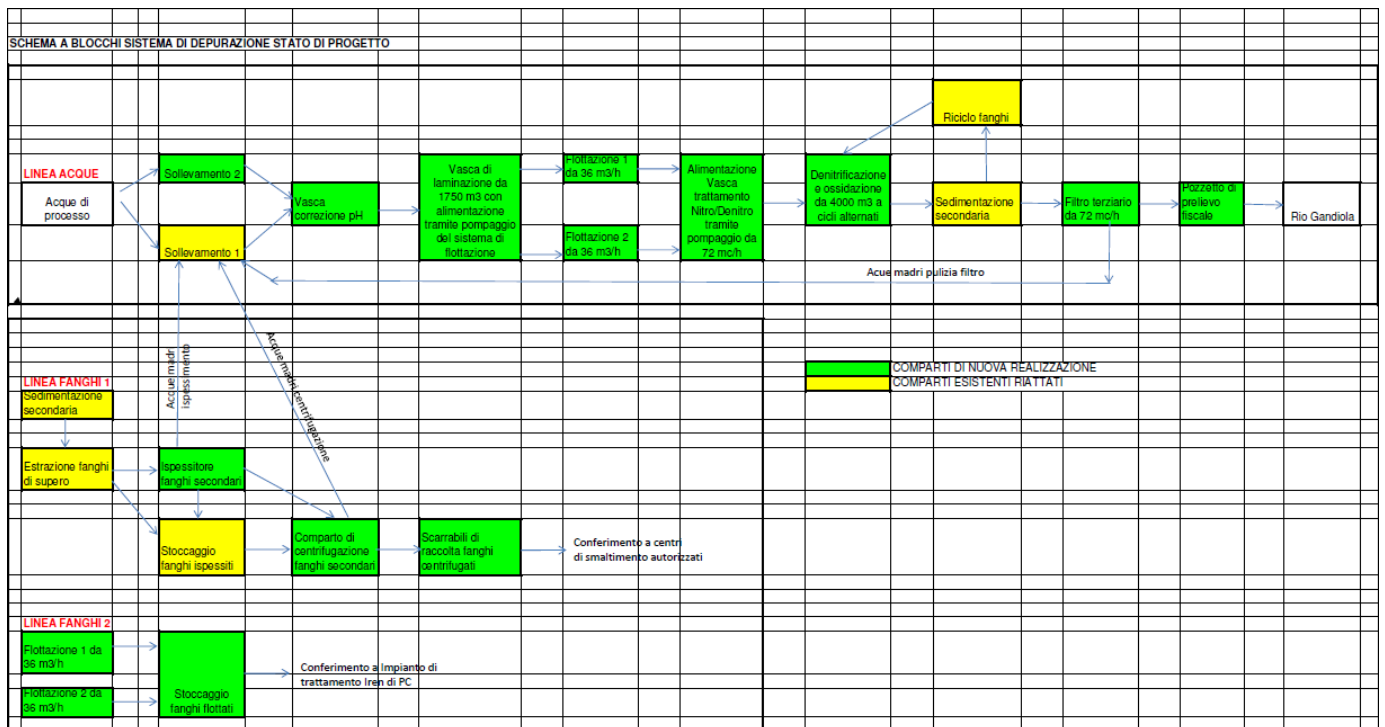 SCHEMA A BLOCCHI SISTEMA DI DEPURAZIONE STATO DI PROGETTO
Riciclo fanghi
LINEA ACQUE
Acque di
processo
Sollevamento 2
Sollevamento 1
Vasca
correzione pH
Vasca di
laminazione da
1750 m3 con
alimentazione
tramite pompaggio
del sistema di
flottazione
Flottazione 1
da 36 m3/h
Flottazione 2
da 36 m3/h
Alimentazione
Vasca
trattamento
Nitro/Denitro
tramite
pompaggio da
72 mc/h
Denitrificazione
e ossidazione
da 4000 m3 a
cicli alternati
Sedimentazione
secondaria
Filtro terziario
da 72 mc/h
Pozzetto di
prelievo
fiscale
Rio Gandiola
Acue madri pulizia filtro
Acque madri
ispessimento
Acque madri centrifugazione
COMPARTI DI NUOVA REALIZZAZIONE
COMPARTI ESISTENTI RIATTATI
LINEA FANGHI 1
Sedimentazione
secondaria
Estrazione fanghi
di supero
Ispessitore
fanghi secondari
Stoccaggio
fanghi ispessiti
Comparto di
centrifugazione
fanghi secondari
Scarrabili di
raccolta fanghi
centrifugati
Conferimento a centri
di smaltimento autorizzati
LINEA FANGHI 2
Flottazione 1 da
36 m3/h
Flottazione 2 da
36 m3/h
Stoccaggio
fanghi flottati
Conferimento a Impianto di
trattamento Iren di PC